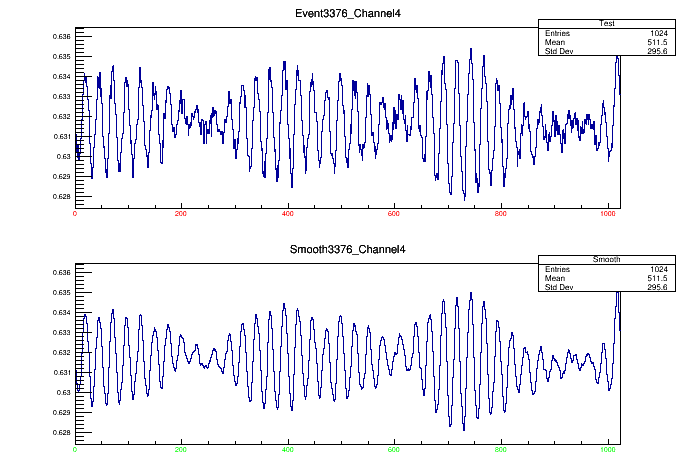 Event3376_Channel4
Test
Entries 1024
Mean 511.5
Std Dev 295.6
0.636
0.635
0.634
0.633
0.632
0.631
0.63
0.629
0.628
0 200 400 600 800 1000
Smooth3376_Channel4
Smooth
Entries 1024
Mean 511.5
Std Dev 295.6
0.636
0.635
0.634
0.633
0.632
0.631
0.63
0.629
0.628
0 200 400 600 800 1000